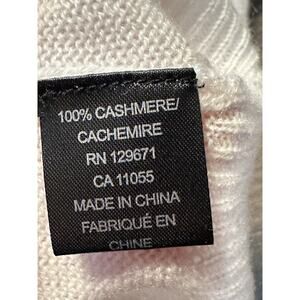 100% CASHMERE/
CACHEMIRE
RN 129671
CA 11055
MADE IN CHINA
FABRIQUÉ EN
CHINE